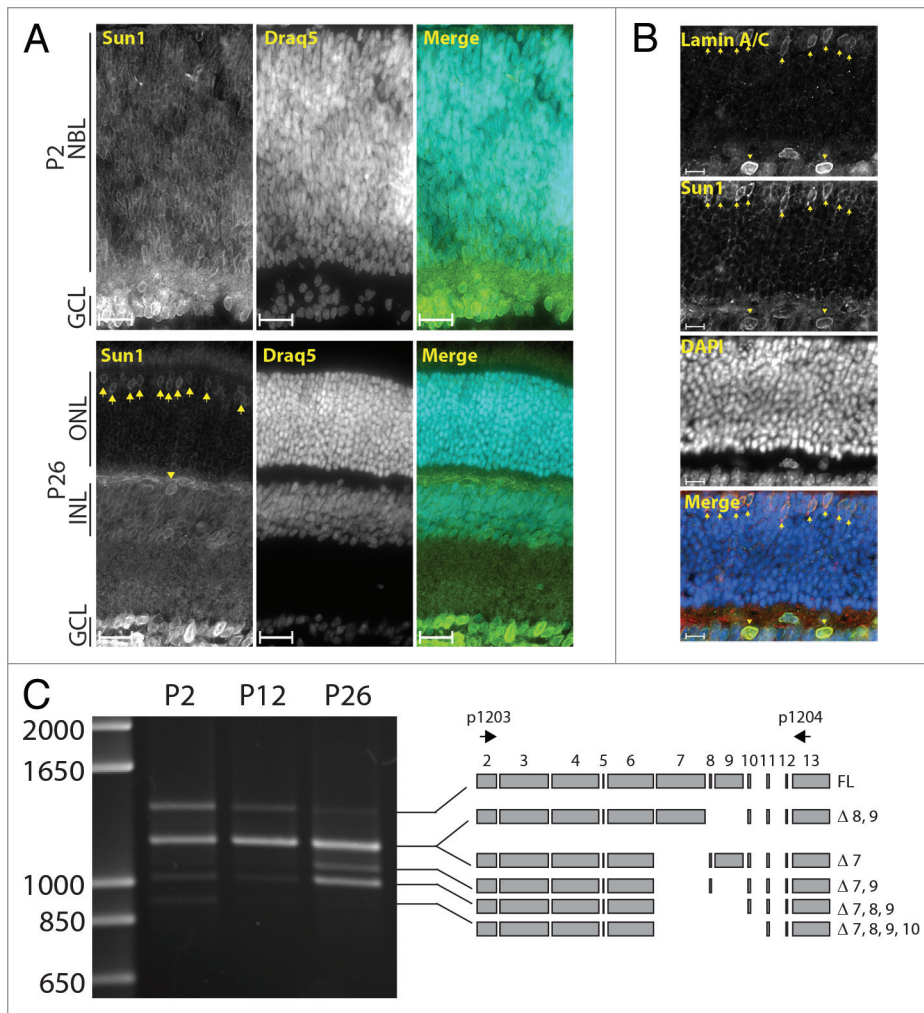 A
Sun1 Draq5 Merge
P2
NBL
GCL
Sun1 Draq5 Merge
P26
ONL
INL
GCL
B
Lamin A/C
Sun1
DAPI
Merge
C
P2 P12 P26
2000
1650
1000
850
650
p1203 p1204
2 3 4 5 6 7 8 9 10 11 12 13
FL
Δ 8, 9
Δ 7
Δ 7, 9
Δ 7, 8, 9
Δ 7, 8, 9, 10